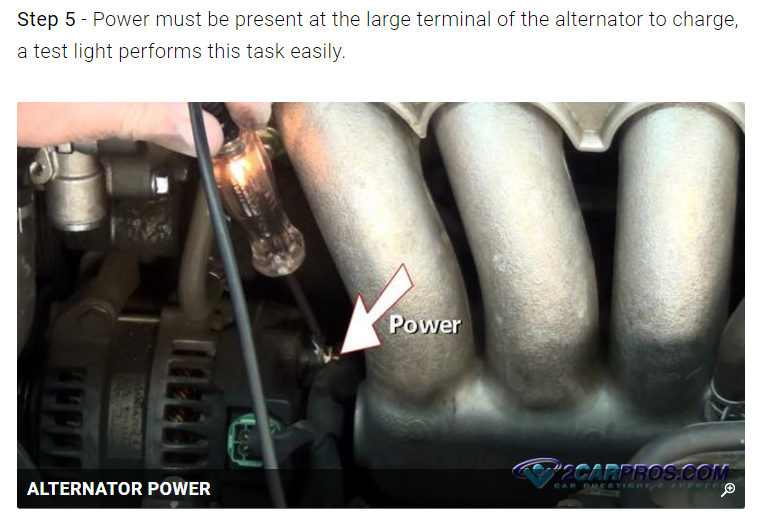 Step 5 - Power must be present at the large terminal of the alternator to charge,
a test light performs this task easily.
Power
2CARPROS.COM
ALTERNATOR POWER